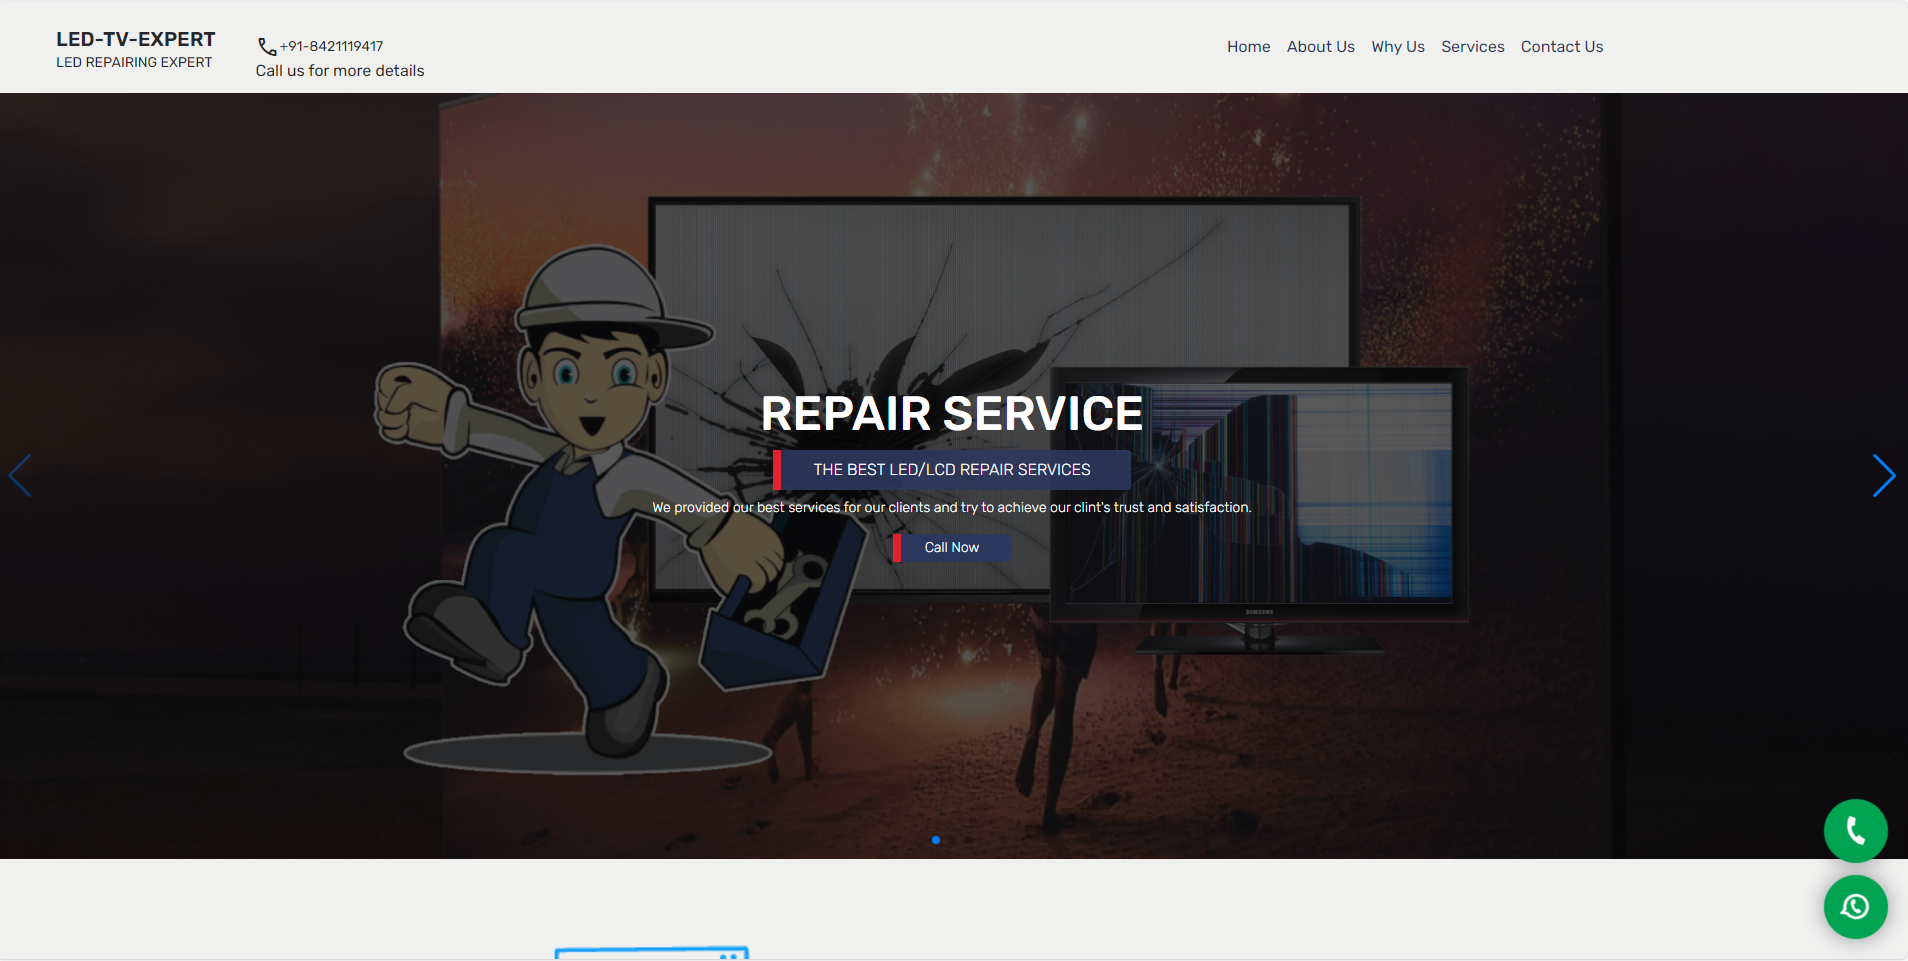 LED-TV-EXPERT
LED REPAIRING EXPERT
+91-8421119417
Call us for more details
Home
About Us
Why Us
Services
Contact Us
REPAIR SERVICE
THE BEST LED/LCD REPAIR SERVICES
We provided our best services for our clients and try to achieve our clint's trust and satisfaction.
Call Now
SAMSUNG